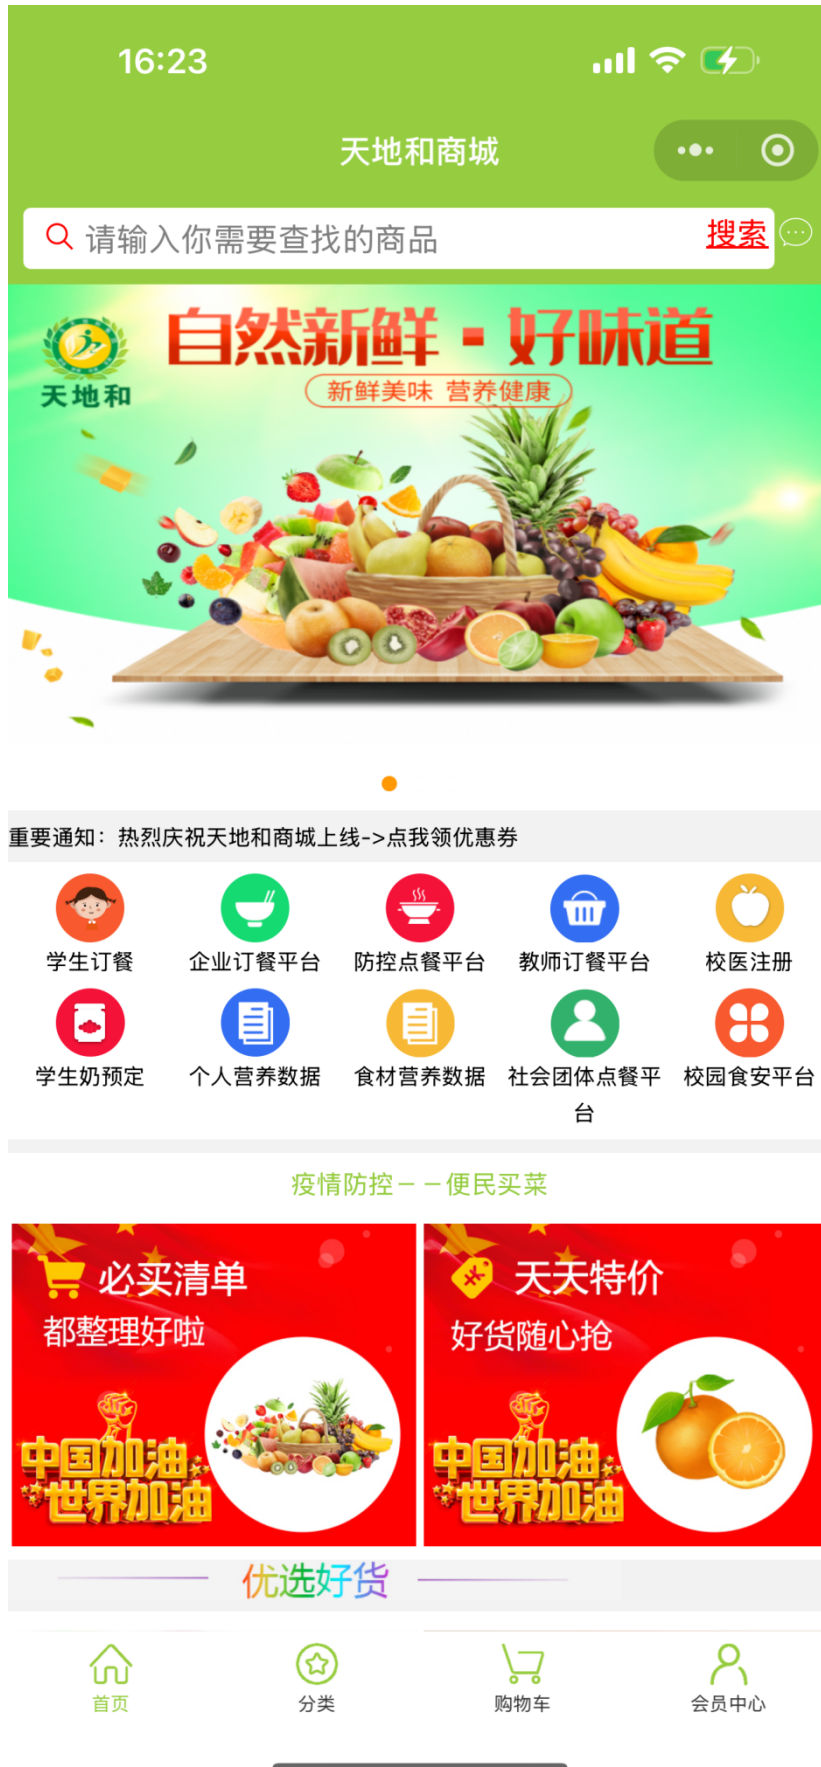 16:23
天地和商城
请输入你需要查找的商品
搜索
天地和
自然新鲜·好味道
新鲜美味 营养健康
重要通知：热烈庆祝天地和商城上线->点我领优惠券
学生订餐
企业订餐平台
防控点餐平台
教师订餐平台
校医注册
学生奶预定
个人营养数据
食材营养数据
社会团体点餐平
台
校园食安平台
疫情防控－－便民买菜
必买清单
都整理好啦
中国加油
世界加油
天天特价
好货随心抢
中国加油
世界加油
优选好货
首页
分类
购物车
会员中心